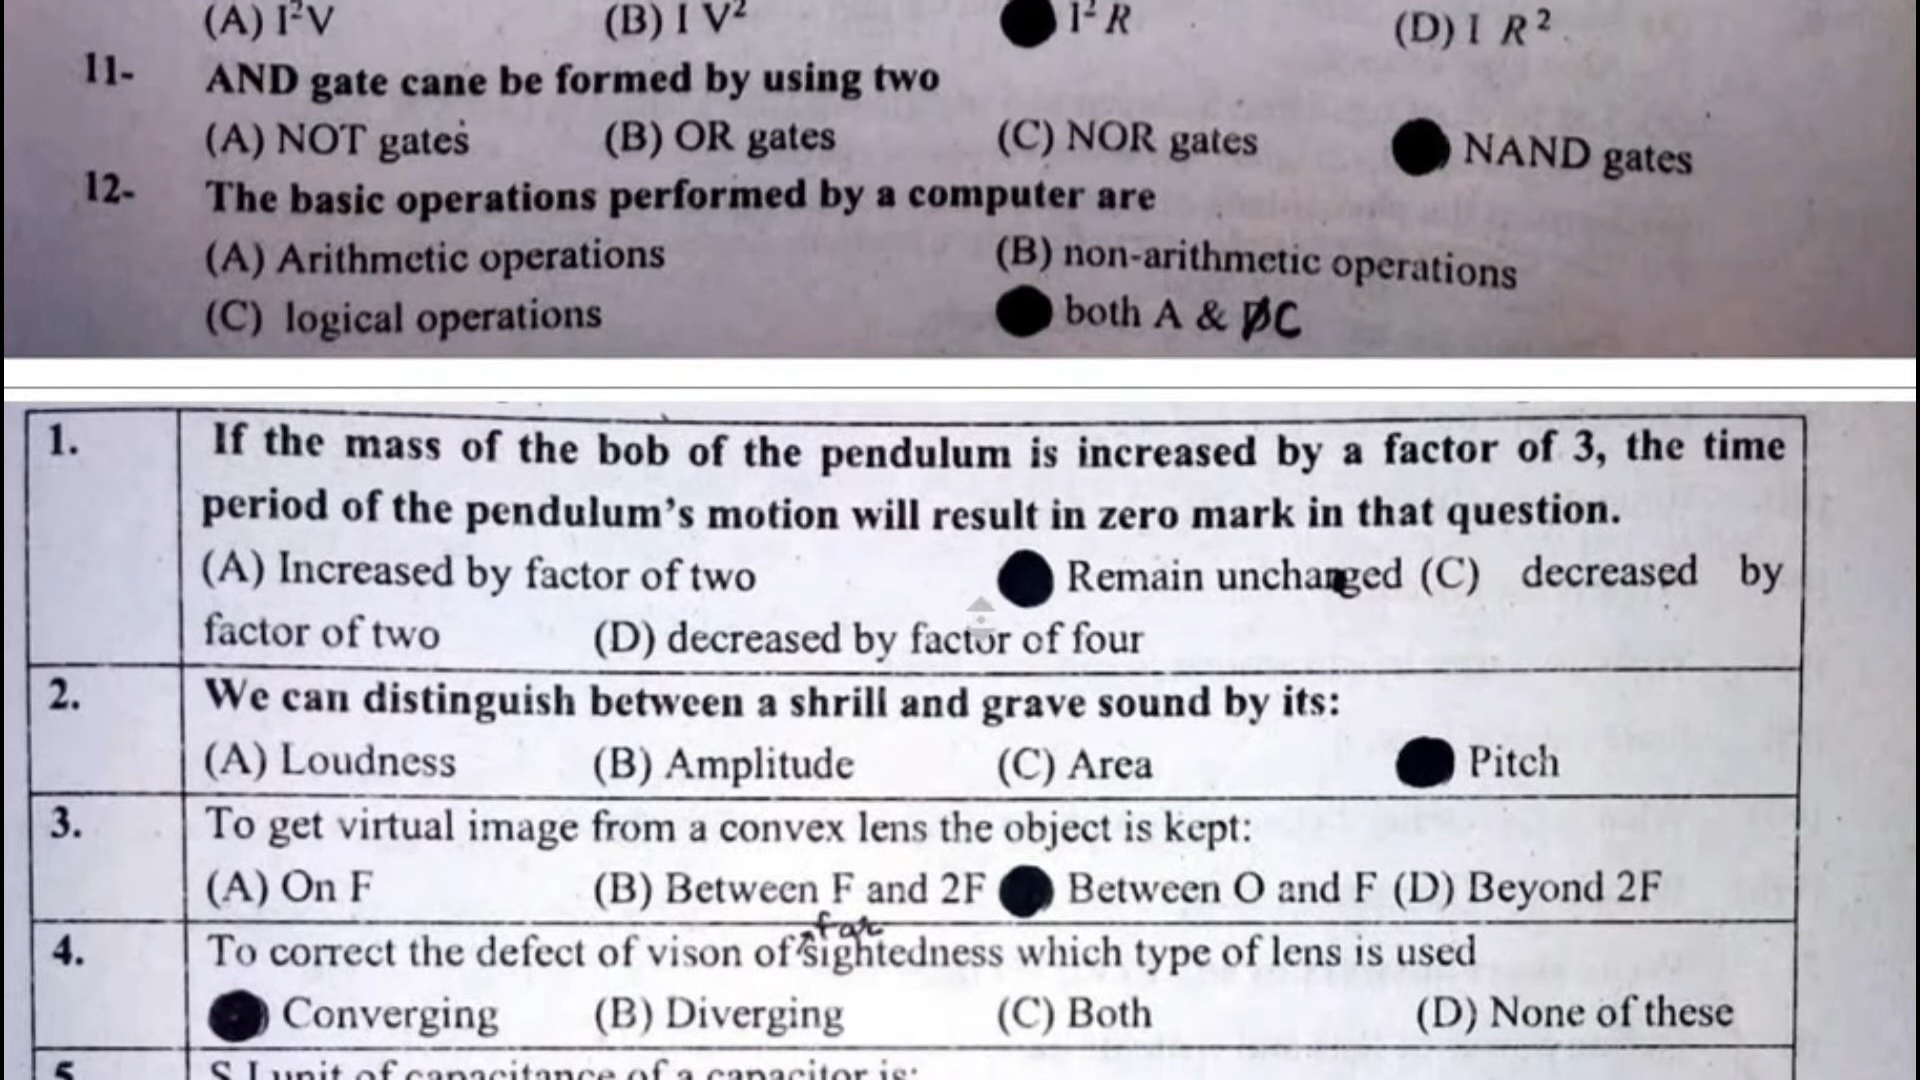 (A) I²V (B) I V² I² R (D) I R²
11- AND gate cane be formed by using two
(A) NOT gates (B) OR gates (C) NOR gates NAND gates
12- The basic operations performed by a computer are
(A) Arithmetic operations (B) non-arithmetic operations
(C) logical operations both A & C
1. If the mass of the bob of the pendulum is increased by a factor of 3, the time
period of the pendulum's motion will result in zero mark in that question.
(A) Increased by factor of two Remain unchanged (C) decreased by
factor of two (D) decreased by factor of four
2. We can distinguish between a shrill and grave sound by its:
(A) Loudness (B) Amplitude (C) Area Pitch
3. To get virtual image from a convex lens the object is kept:
(A) On F (B) Between F and 2F Between O and F (D) Beyond 2F
4. To correct the defect of vison of far sightedness which type of lens is used
Converging (B) Diverging (C) Both (D) None of these
5 S I unit of capacitance of a capacitor is: